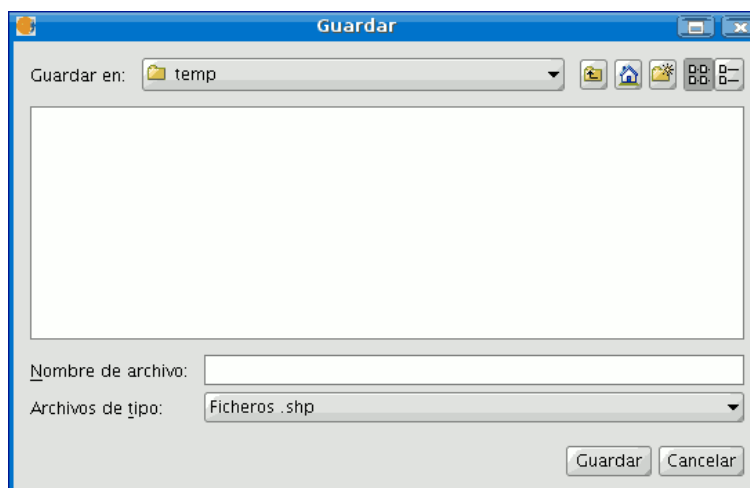 Guardar
Guardar en: temp
Nombre de archivo:
Archivos de tipo: Ficheros .shp
Guardar Cancelar